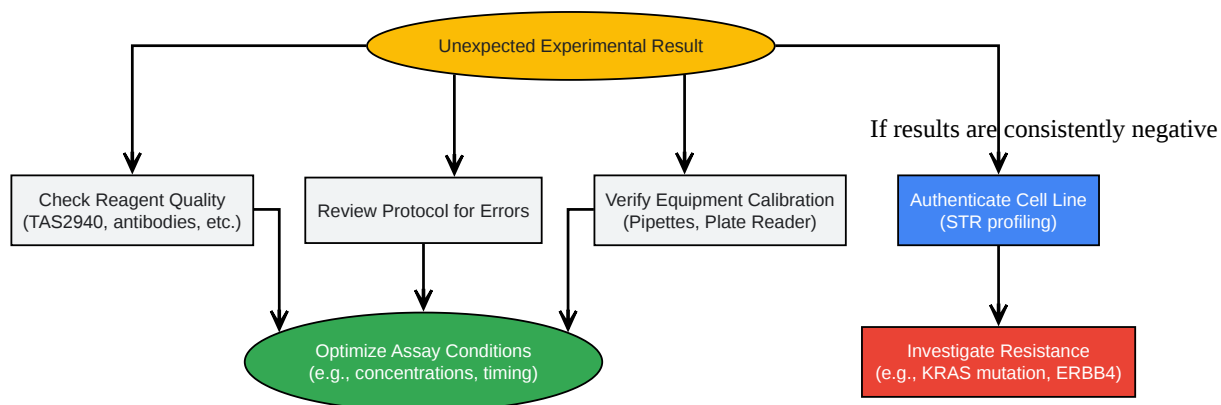 Unexpected Experimental Result
If results are consistently negative
Check Reagent Quality
(TAS2940, antibodies, etc.)
Review Protocol for Errors
Verify Equipment Calibration
(Pipettes, Plate Reader)
Authenticate Cell Line
(STR profiling)
Optimize Assay Conditions
(e.g., concentrations, timing)
Investigate Resistance
(e.g., KRAS mutation, ERBB4)